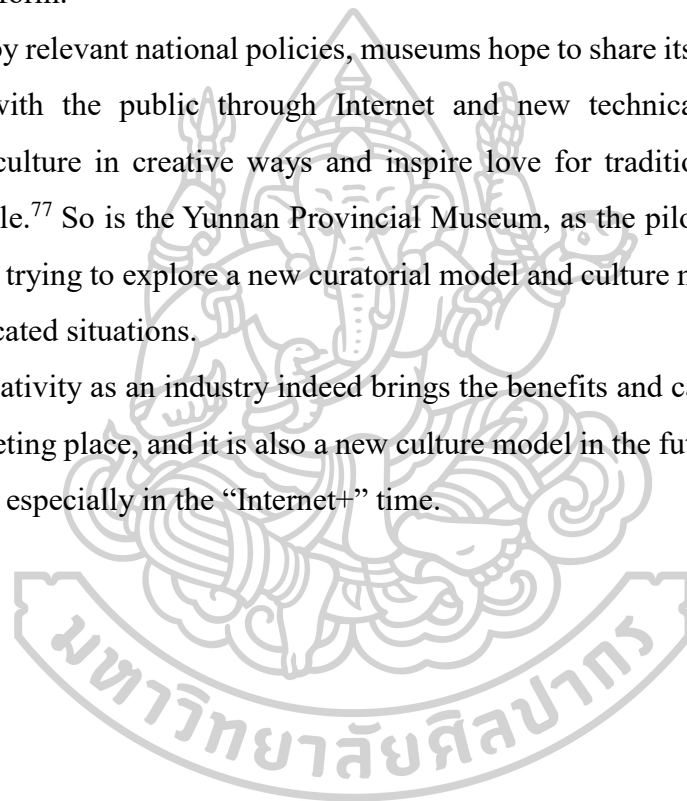 form.
by relevant national policies, museums hope to share its
with the public through Internet and new technica
culture in creative ways and inspire love for traditio
le.⁷⁷ So is the Yunnan Provincial Museum, as the pilo
trying to explore a new curatorial model and culture m
cated situations.
ativity as an industry indeed brings the benefits and ca
eting place, and it is also a new culture model in the fut
especially in the “Internet+” time.
มหาวิทยาลัยศิลปากร